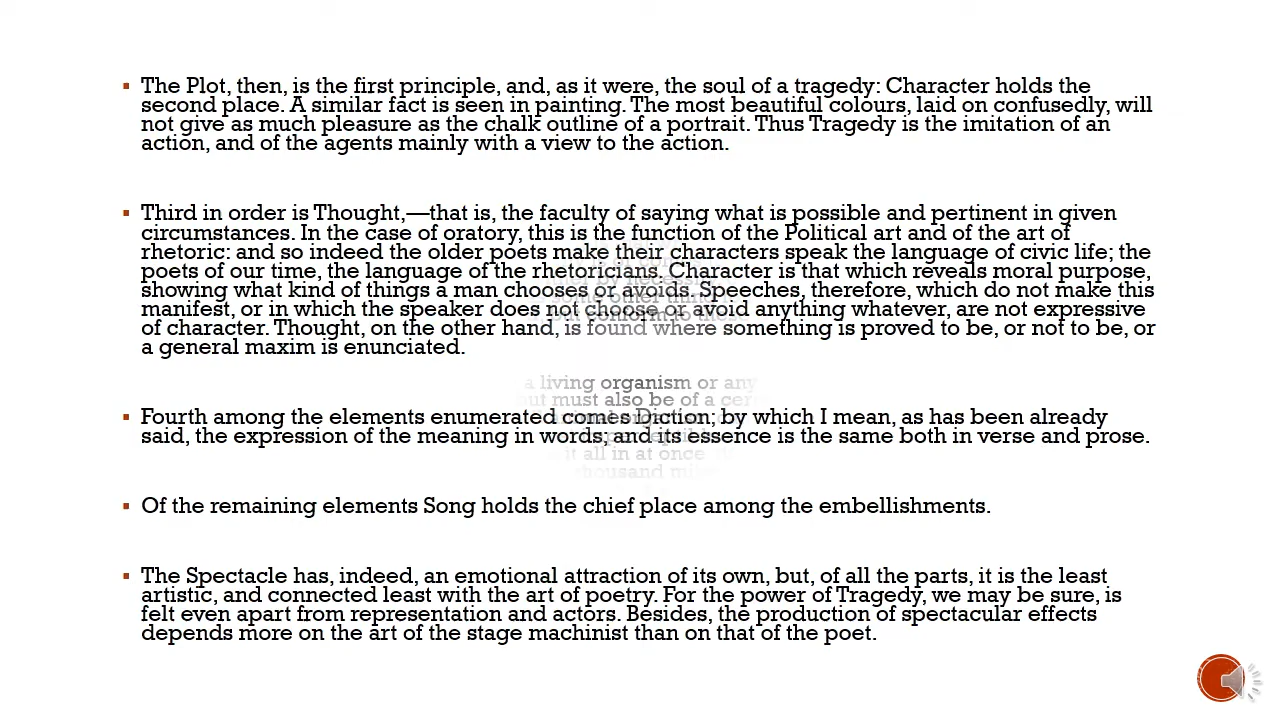 The Plot, then, is the first principle, and, as it were, the soul of a tragedy: Character holds the
second place. A similar fact is seen in painting. The most beautiful colours, laid on confusedly, will
not give as much pleasure as the chalk outline of a portrait. Thus Tragedy is the imitation of an
action, and of the agents mainly with a view to the action.
Third in order is Thought,—that is, the faculty of saying what is possible and pertinent in given
circumstances. In the case of oratory, this is the function of the Political art and of the art of
rhetoric: and so indeed the older poets make their characters speak the language of civic life; the
poets of our time, the language of the rhetoricians. Character is that which reveals moral purpose,
showing what kind of things a man chooses or avoids. Speeches, therefore, which do not make this
manifest, or in which the speaker does not choose or avoid anything whatever, are not expressive
of character. Thought, on the other hand, is found where something is proved to be, or not to be, or
a general maxim is enunciated.
a living organism or any
but must also be of a
Fourth among the elements enumerated comes Diction; by which I mean, as has been already
said, the expression of the meaning in words; and its essence is the same both in verse and prose.
it all in at once.
thousand
Of the remaining elements Song holds the chief place among the embellishments.
The Spectacle has, indeed, an emotional attraction of its own, but, of all the parts, it is the least
artistic, and connected least with the art of poetry. For the power of Tragedy, we may be sure, is
felt even apart from representation and actors. Besides, the production of spectacular effects
depends more on the art of the stage machinist than on that of the poet.